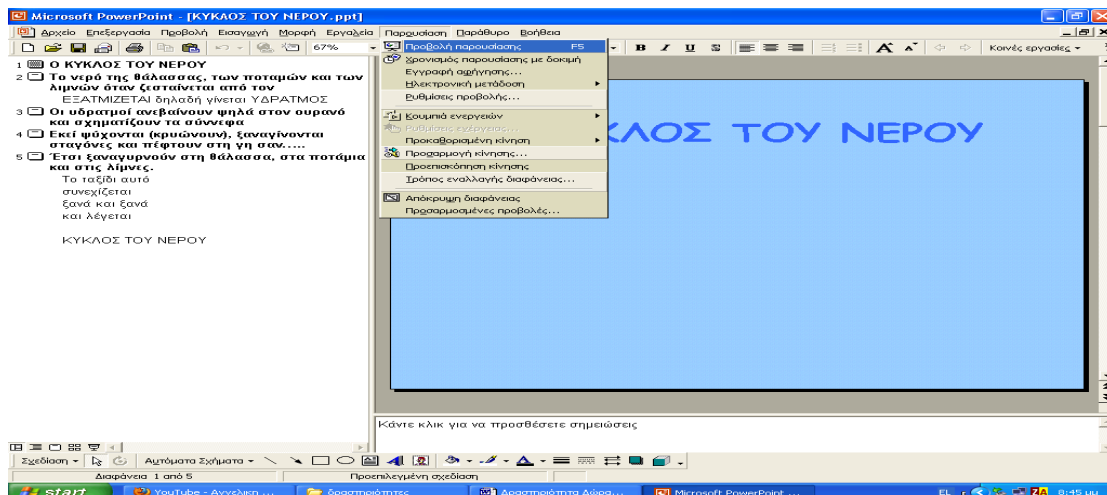 Microsoft PowerPoint - [ΚΥΚΛΟΣ ΤΟΥ ΝΕΡΟΥ.ppt]
Αρχείο Επεξεργασία Προβολή Εισαγωγή Μορφή Εργαλεία Παρουσίαση Παράθυρο Βοήθεια
67% B I U S Κοινές εργασίες
Προβολή παρουσίασης F5
Χρονισμός παρουσίασης με δοκιμή
Εγγραφή αφήγησης...
Ηλεκτρονική μετάδοση
Ρυθμίσεις προβολής...
Κουμπιά ενεργειών
Ρυθμίσεις ενέργειας...
Προκαθορισμένη κίνηση
Προσαρμογή κίνησης...
Προεπισκόπηση κίνησης
Τρόπος εναλλαγής διαφάνειας...
Απόκρυψη διαφάνειας
Προσαρμοσμένες προβολές...
1 Ο ΚΥΚΛΟΣ ΤΟΥ ΝΕΡΟΥ
2 Το νερό της θάλασσας, των ποταμών και των
λιμνών όταν ζεσταίνεται από τον
ΕΞΑΤΜΙΖΕΤΑΙ δηλαδή γίνεται ΥΔΡΑΤΜΟΣ
3 Οι υδρατμοί ανεβαίνουν ψηλά στον ουρανό
και σχηματίζουν τα σύννεφα
4 Εκεί ψύχονται (κρυώνουν), ξαναγίνονται
σταγόνες και πέφτουν στη γη σαν.....
5 Έτσι ξαναγυρνούν στη θάλασσα, στα ποτάμια
και στις λίμνες.
Το ταξίδι αυτό
συνεχίζεται
ξανά και ξανά
και λέγεται
ΚΥΚΛΟΣ ΤΟΥ ΝΕΡΟΥ
ΚΛΟΣ ΤΟΥ ΝΕΡΟΥ
Κάντε κλικ για να προσθέσετε σημειώσεις
Σχεδίαση Αυτόματα Σχήματα
Διαφάνεια 1 από 5 Προεπιλεγμένη σχεδίαση
start YouTube - Αγγελική ... δραστηριότητες Δραστηριότητα Δώρα... Microsoft PowerPoint ... EL 8:45 μμ